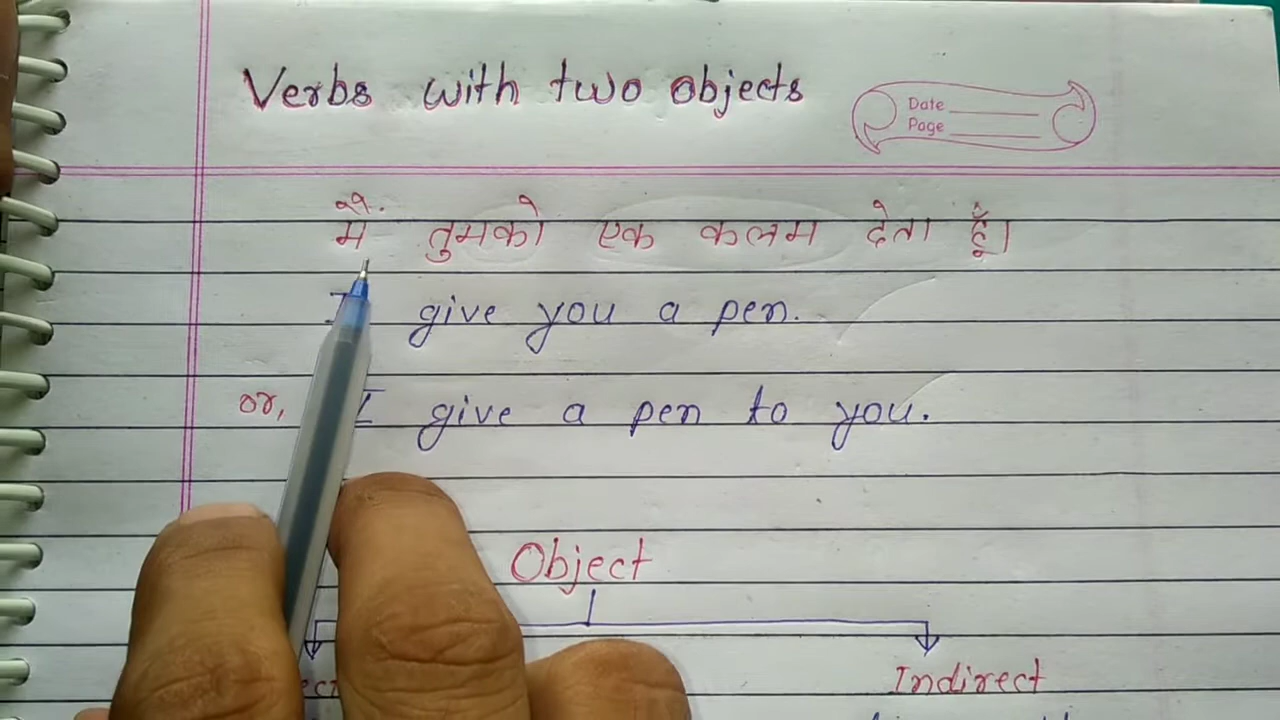 Verbs with two objects
Date
Page
मैं तुमको एक कलम देता हूँ।
I give you a pen.
or, I give a pen to you.
Object
Indirect